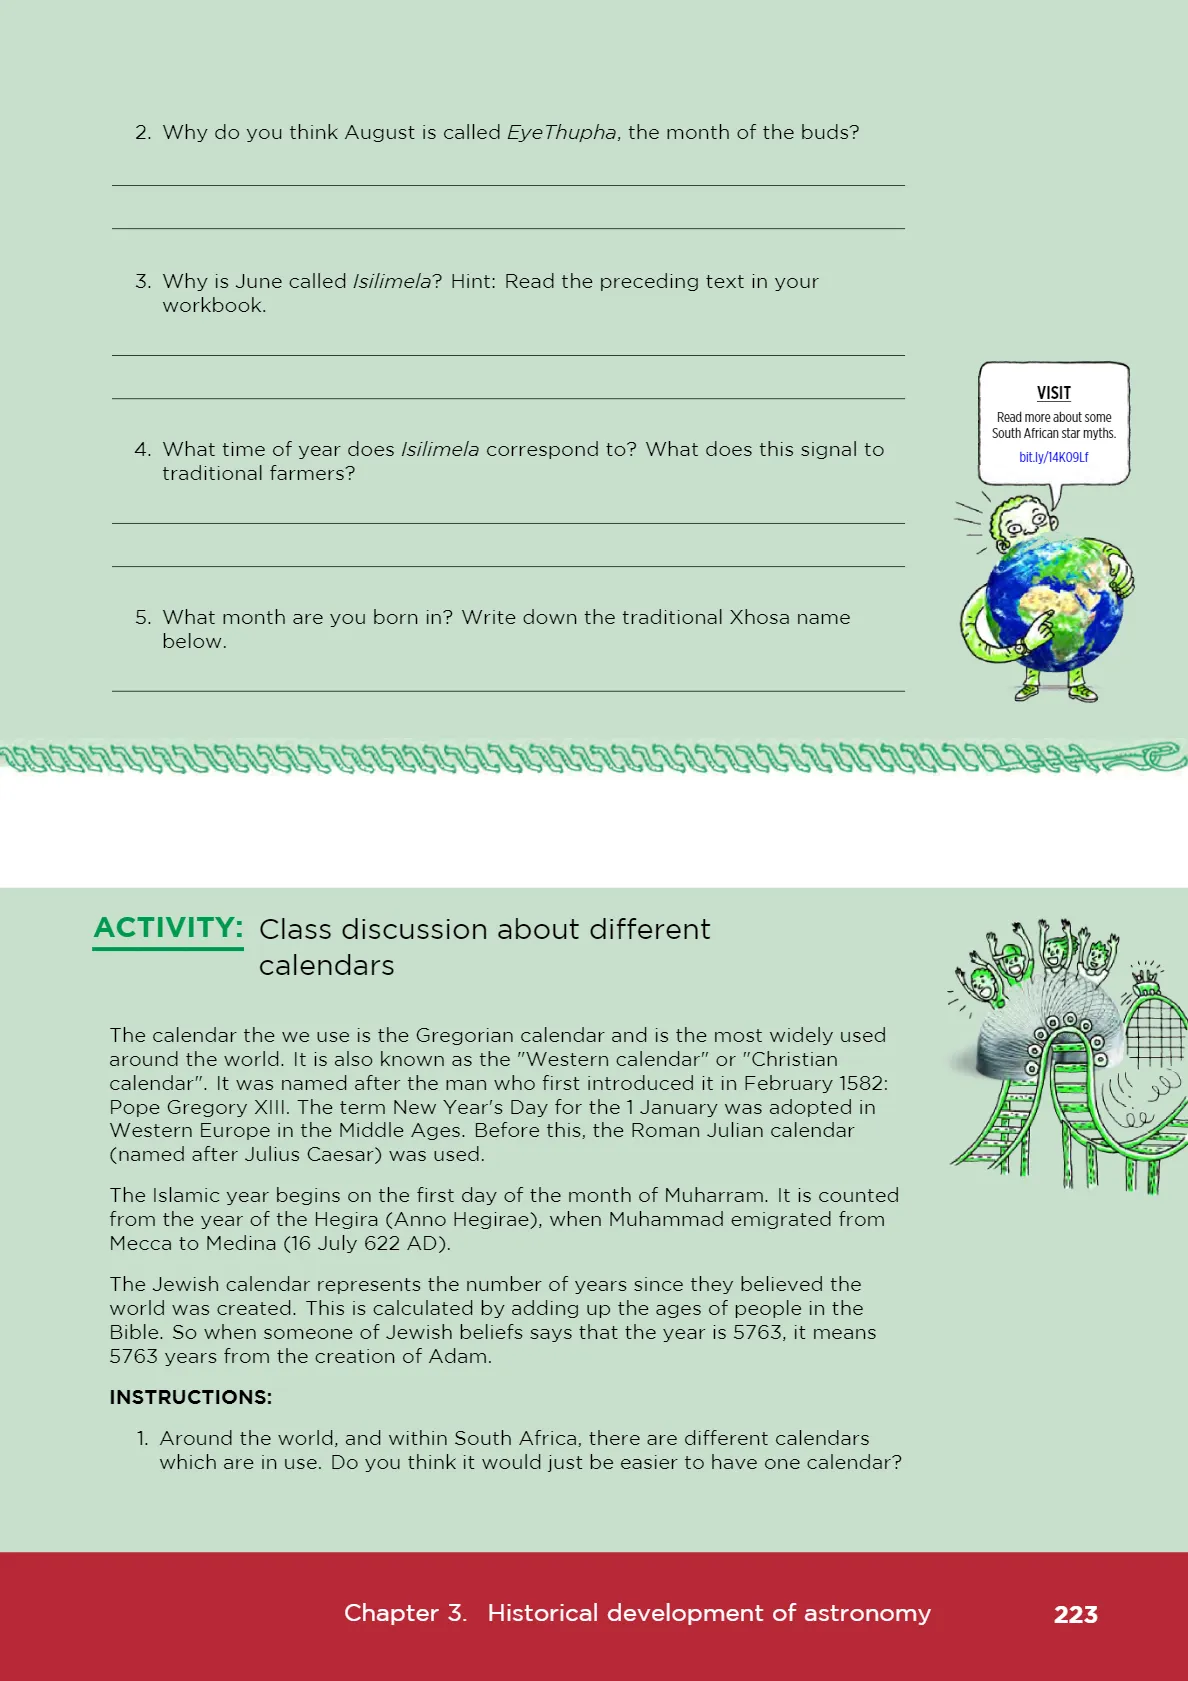 2. Why do you think August is called EyeThupha, the month of the buds?
3. Why is June called Isilimela? Hint: Read the preceding text in your
workbook.
4. What time of year does Isilimela correspond to? What does this signal to
traditional farmers?
5. What month are you born in? Write down the traditional Xhosa name
below.
VISIT
Read more about some
South African star myths.
bit.ly/14K09Lf
ACTIVITY: Class discussion about different
calendars
The calendar the we use is the Gregorian calendar and is the most widely used
around the world. It is also known as the "Western calendar" or "Christian
calendar". It was named after the man who first introduced it in February 1582:
Pope Gregory XIII. The term New Year's Day for the 1 January was adopted in
Western Europe in the Middle Ages. Before this, the Roman Julian calendar
(named after Julius Caesar) was used.
The Islamic year begins on the first day of the month of Muharram. It is counted
from the year of the Hegira (Anno Hegirae), when Muhammad emigrated from
Mecca to Medina (16 July 622 AD).
The Jewish calendar represents the number of years since they believed the
world was created. This is calculated by adding up the ages of people in the
Bible. So when someone of Jewish beliefs says that the year is 5763, it means
5763 years from the creation of Adam.
INSTRUCTIONS:
1. Around the world, and within South Africa, there are different calendars
which are in use. Do you think it would just be easier to have one calendar?
Chapter 3. Historical development of astronomy 223